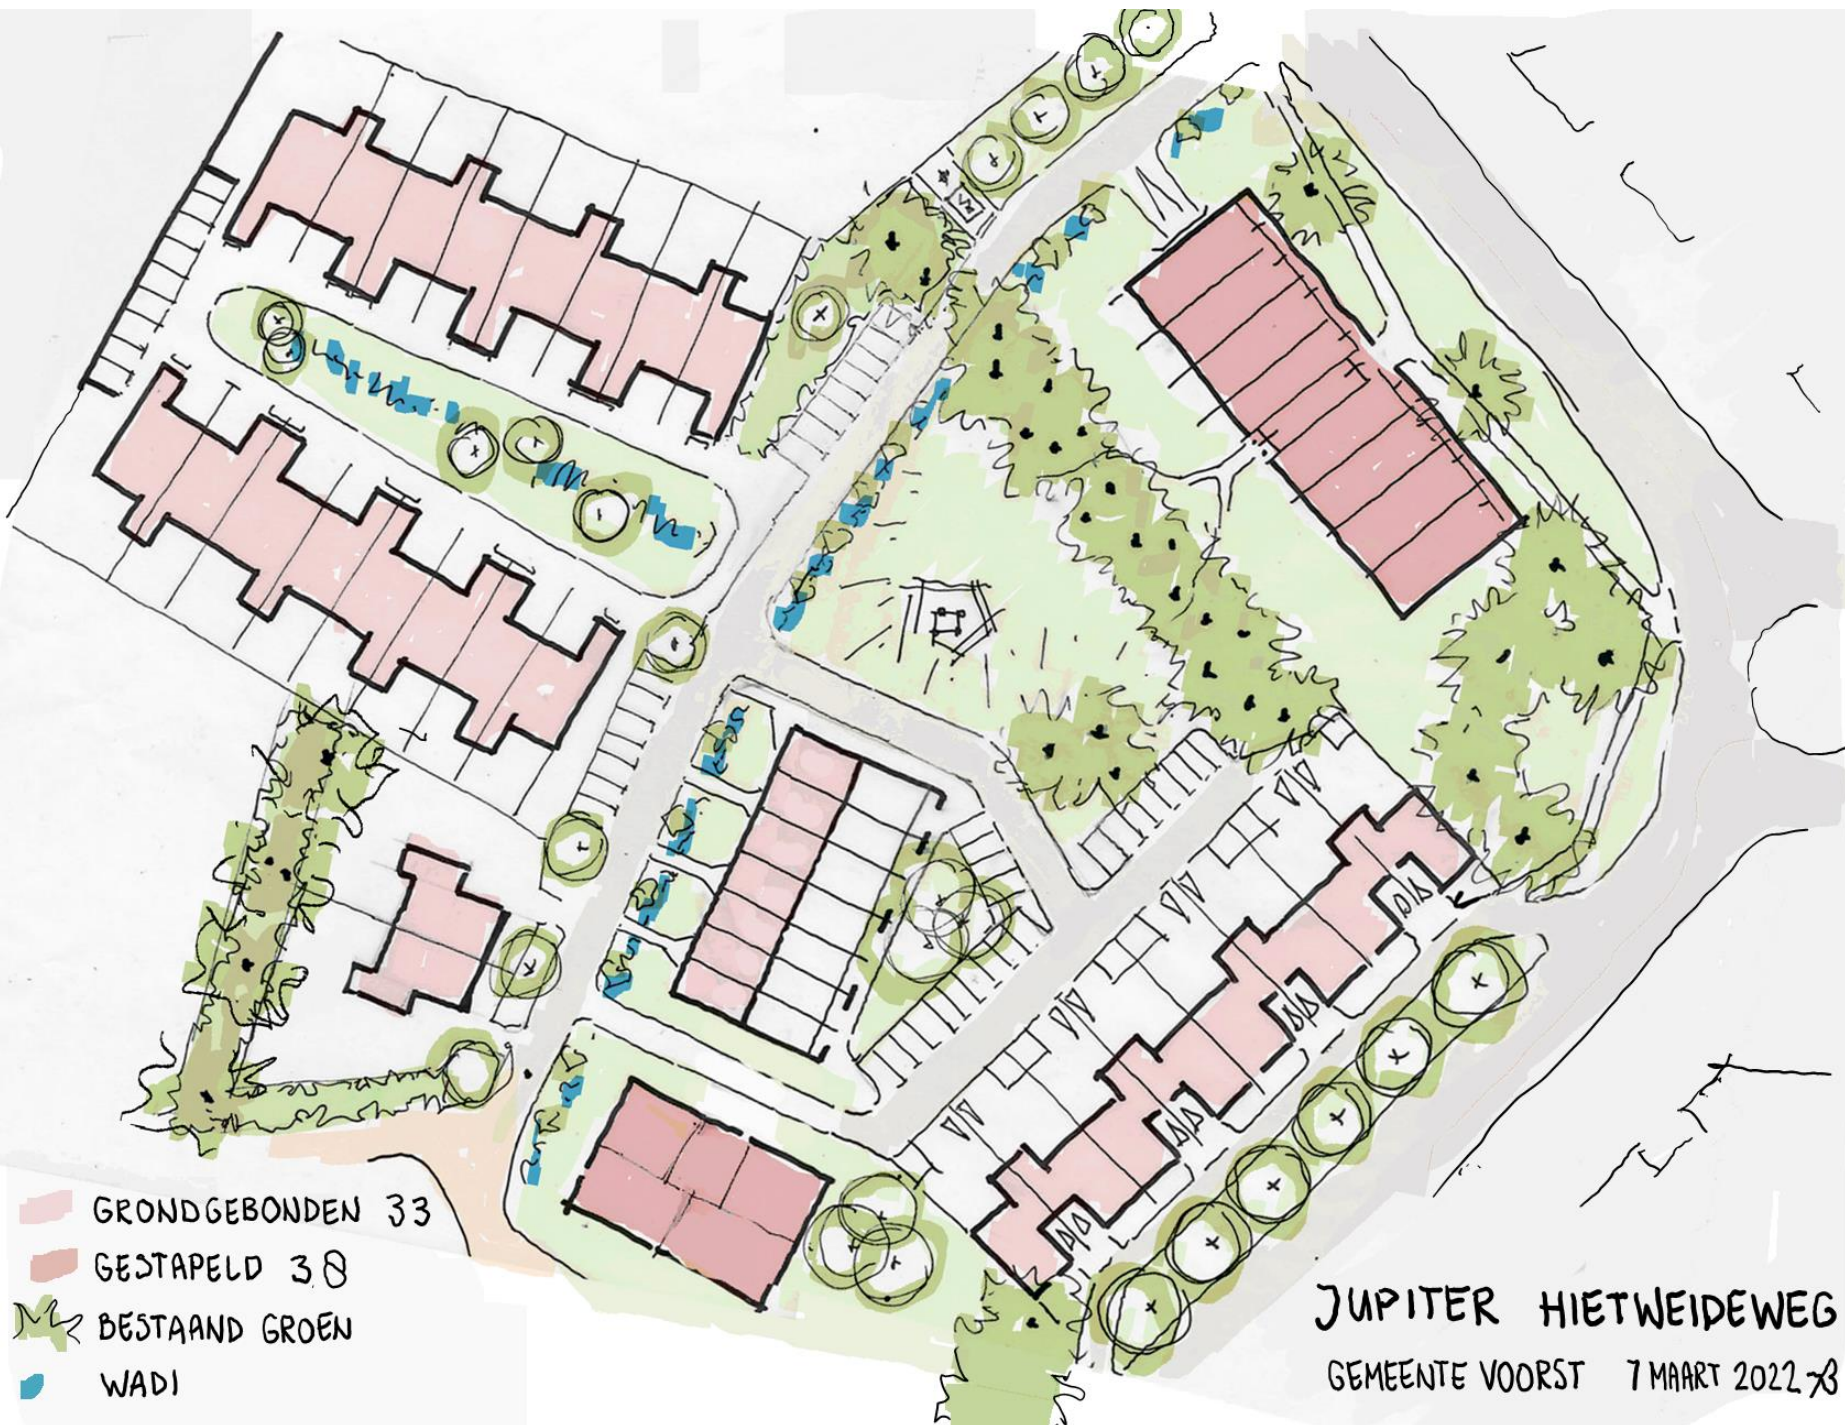 GRONDGEBONDEN 33
GESTAPELD 38
BESTAAND GROEN
WADI
JUPITER HIETWEIDEWEG
GEMEENTE VOORST 7 MAART 2022